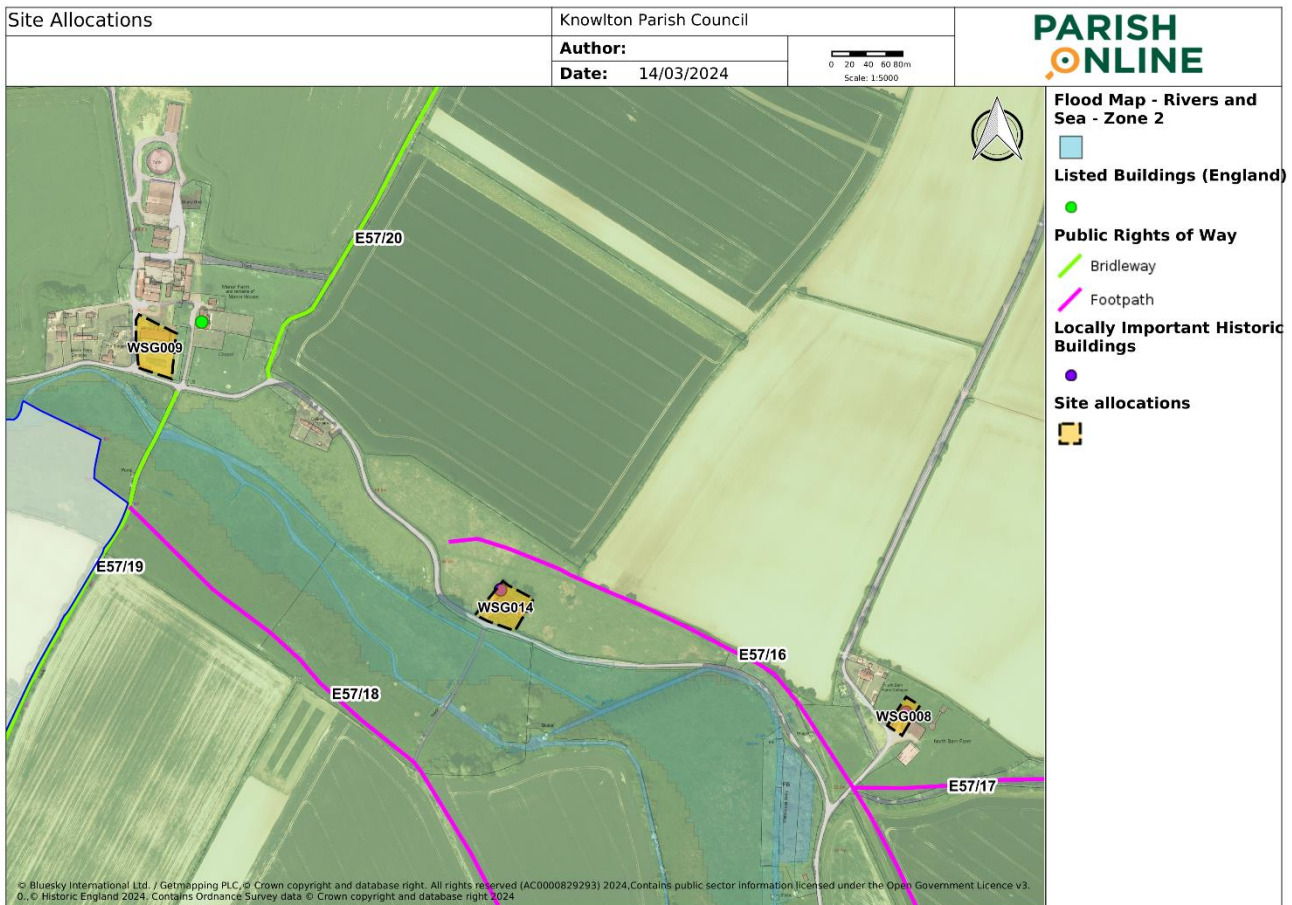 Site Allocations
Knowlton Parish Council
Author:
Date: 14/03/2024
0 20 40 60 80m
Scale: 1:5000
PARISH
ONLINE
Flood Map - Rivers and
Sea - Zone 2
Listed Buildings (England)
Public Rights of Way
Bridleway
Footpath
Locally Important Historic
Buildings
Site allocations
E57/20
WSG009
E57/19
WSG014
E57/16
E57/18
WSG008
North Barn Farm
E57/17
FB
© Bluesky International Ltd. / Getmapping PLC,© Crown copyright and database right. All rights reserved (AC0000829293) 2024,Contains public sector information licensed under the Open Government Licence v3.
0.,© Historic England 2024. Contains Ordnance Survey data © Crown copyright and database right 2024